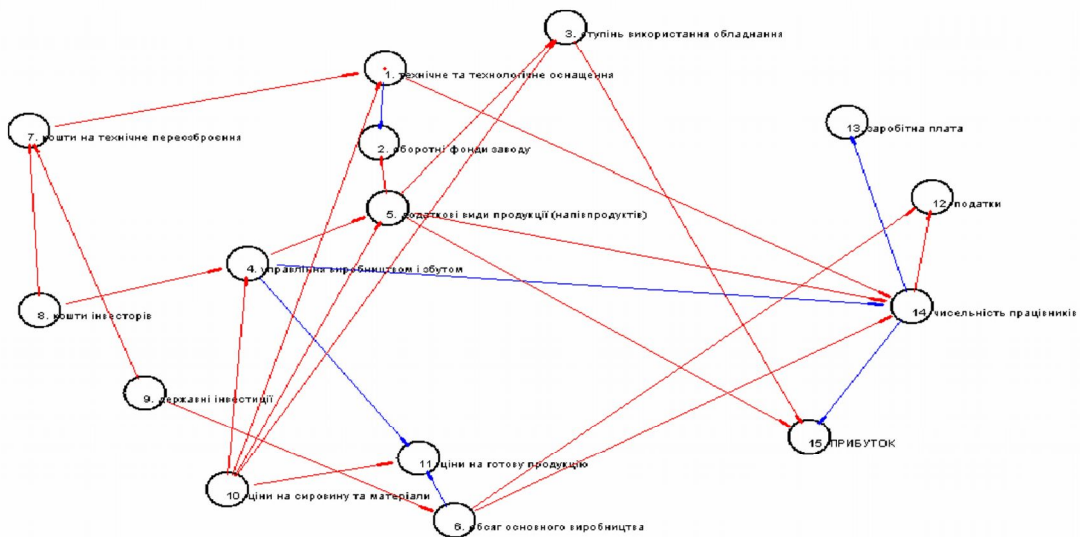 3. ступінь використання обладнання
1. технічне та технологічне оснащення
7. кошти на технічне переозброєння
13. заробітна плата
2. оборотні фонди заводу
12. податки
5. додаткові види продукції (напівпродуктів)
4. управління виробництвом і збутом
8. кошти інвесторів
14. чисельність працівників
9. державні інвестиції
15. ПРИБУТОК
11. ціни на готову продукцію
10. ціни на сировину та матеріали
6. обсяг основного виробництва